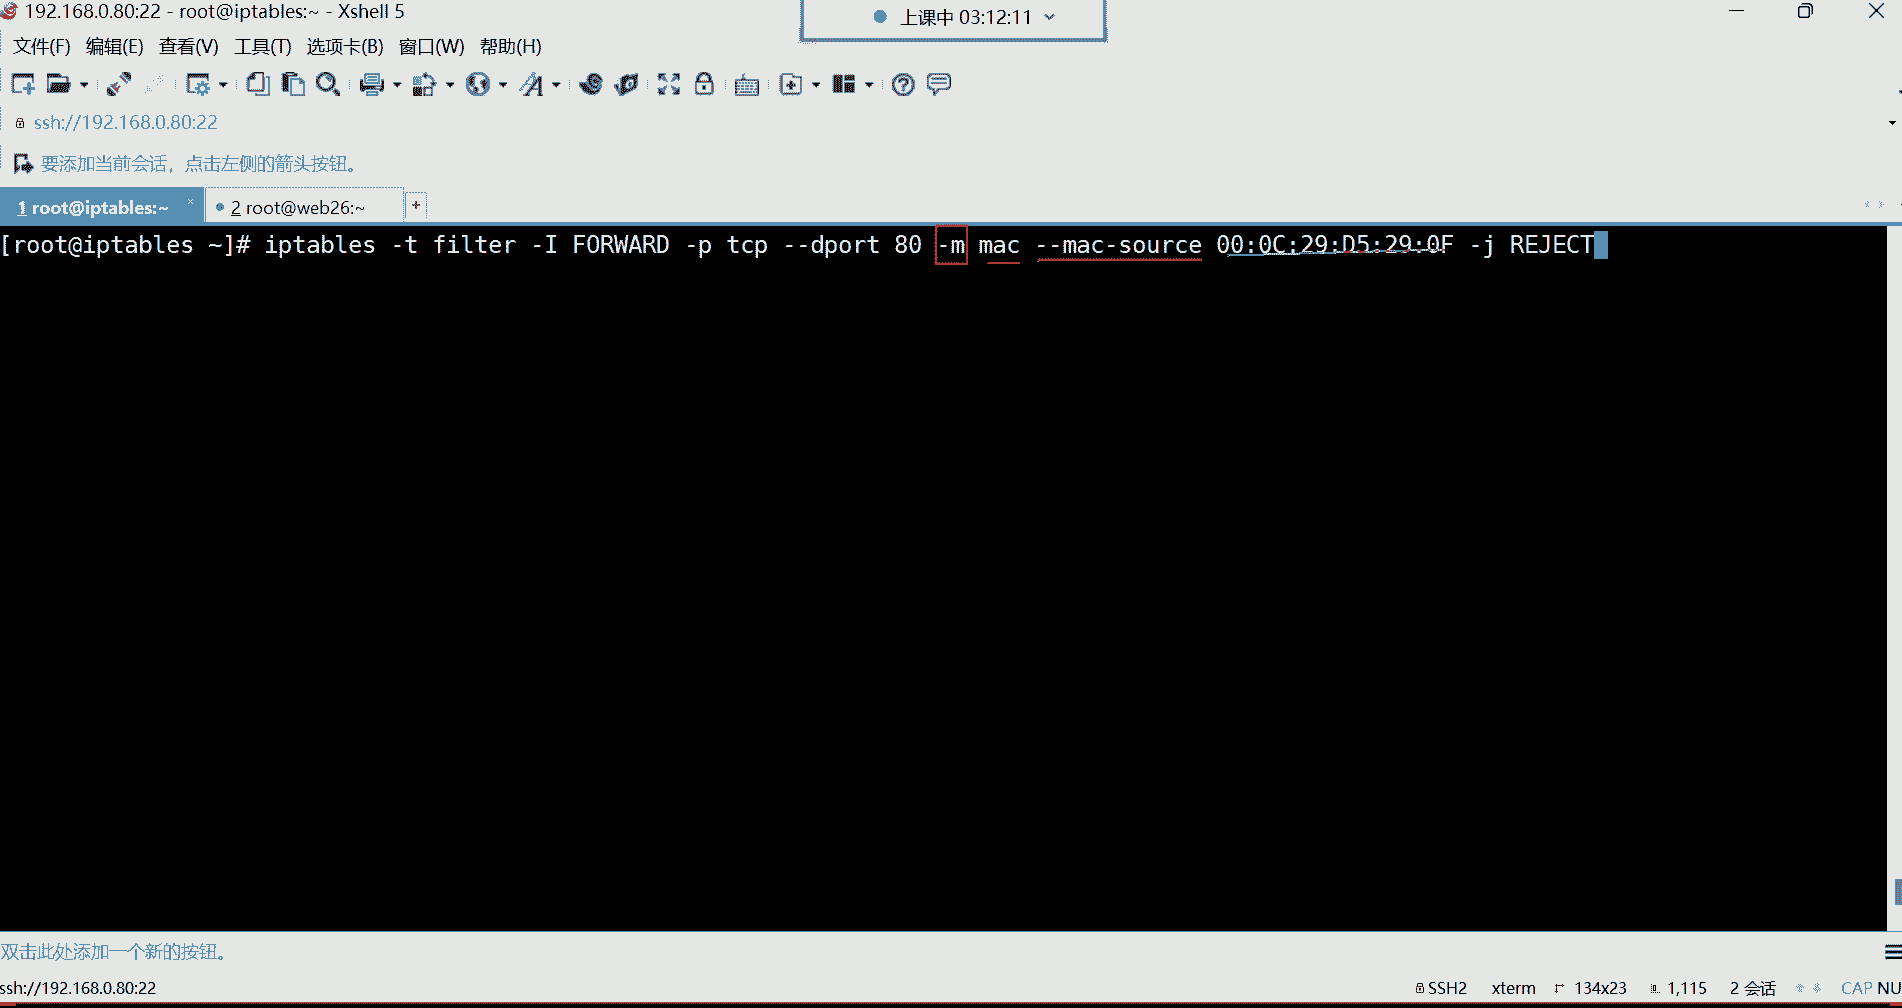 192.168.0.80:22 - root@iptables:~ - Xshell 5
上课中 03:12:11
文件(F) 编辑(E) 查看(V) 工具(T) 选项卡(B) 窗口(W) 帮助(H)
ssh://192.168.0.80:22
要添加当前会话，点击左侧的箭头按钮。
1 root@iptables:~ × 2 root@web26:~ +
[root@iptables ~]# iptables -t filter -I FORWARD -p tcp --dport 80 -m mac --mac-source 00:0C:29:D5:29:0F -j REJECT
双击此处添加一个新的按钮。
ssh://192.168.0.80:22 SSH2 xterm 134x23 1,115 2 会话 CAP NU